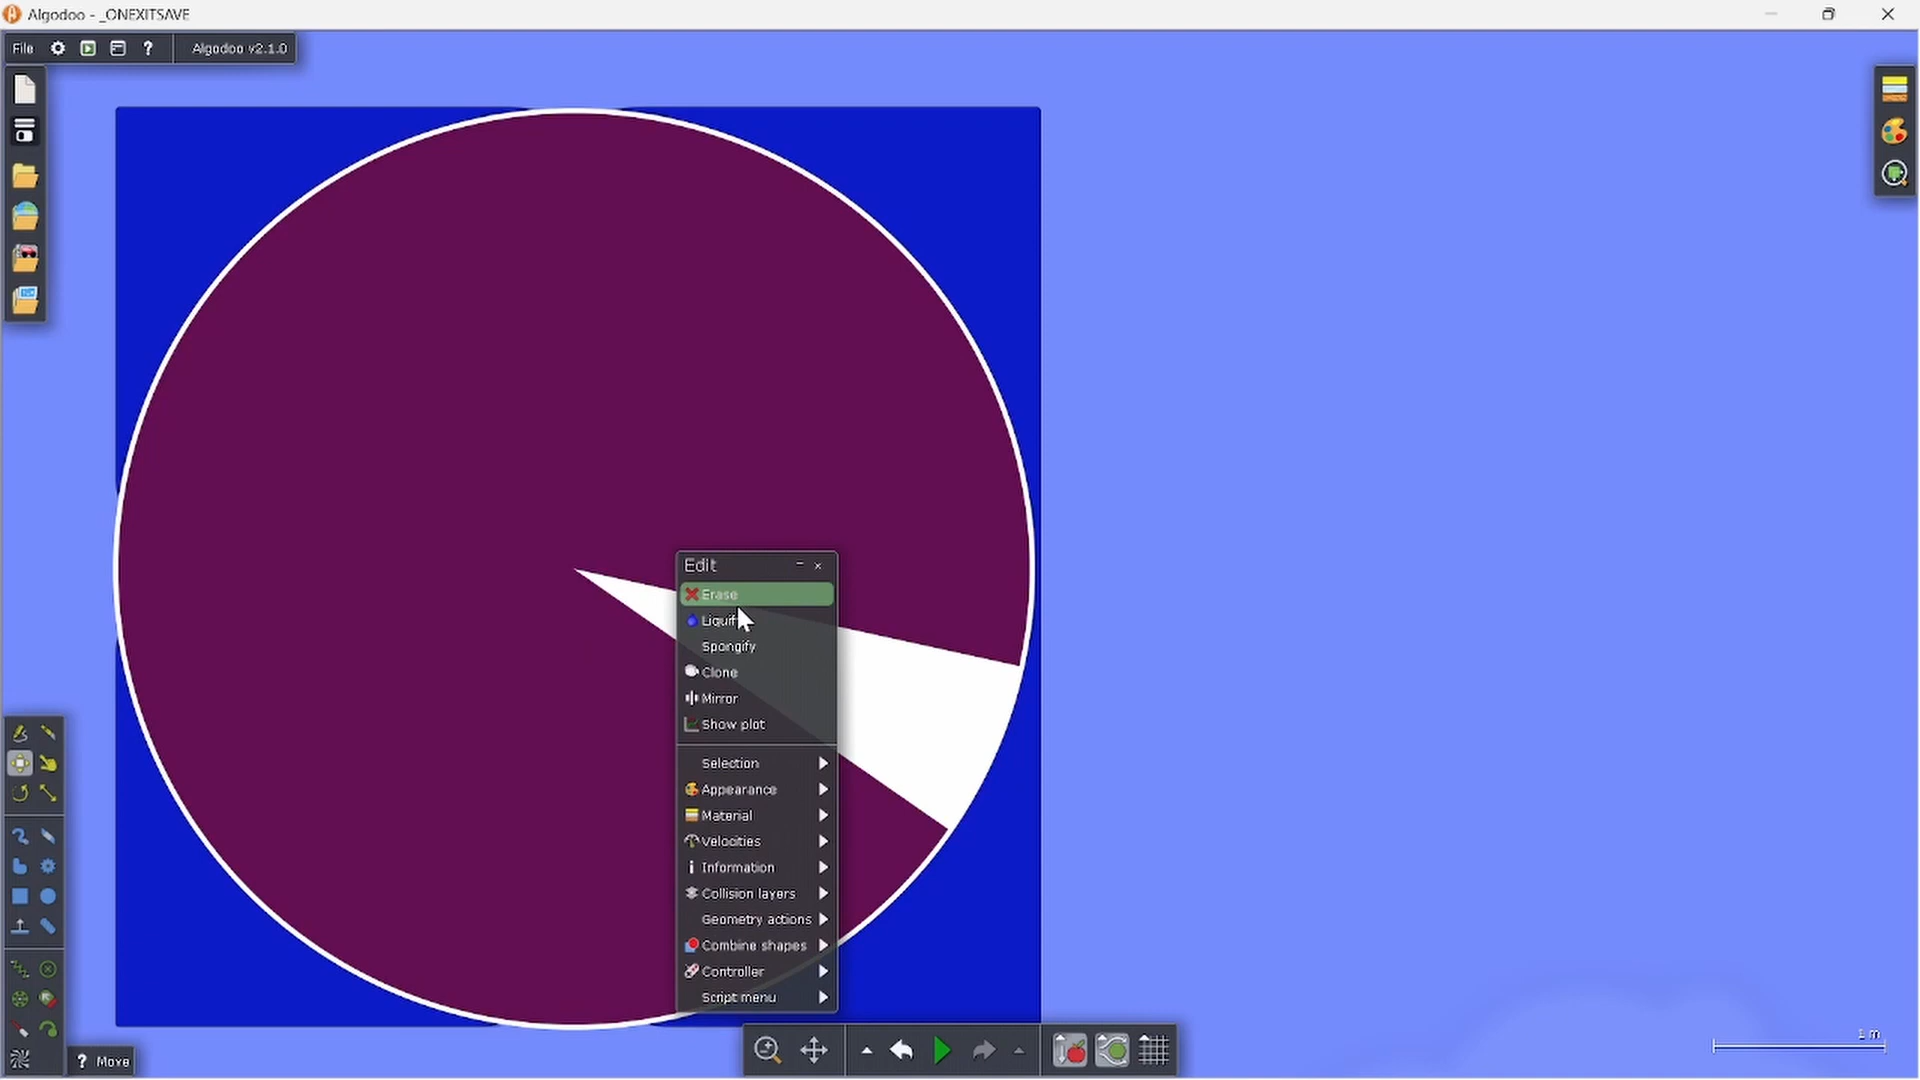 Algodoo - _ONEXITSAVE
File ? Algodoo v2.1.0
Edit
Erase
Liquify
Spongify
Clone
Mirror
Show plot
Selection
Appearance
Material
Velocities
Information
Collision layers
Geometry actions
Combine shapes
Controller
Script menu
1 m
? Move